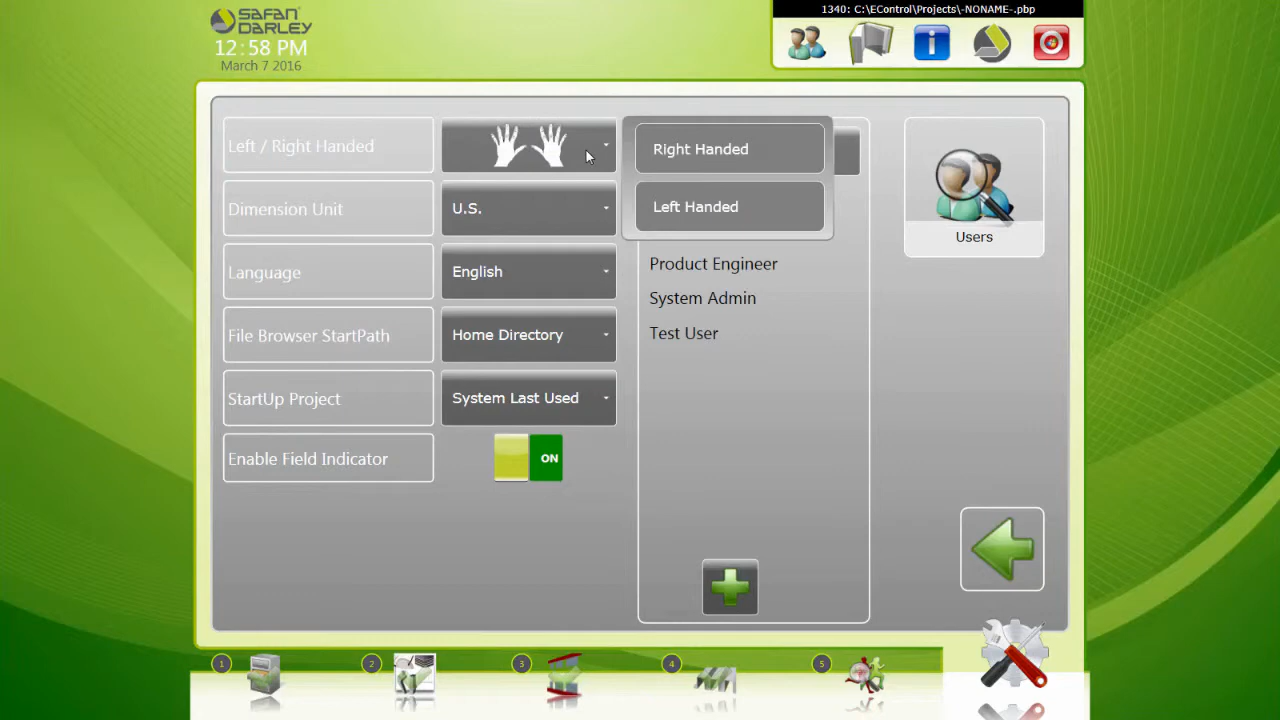 SAFAN
DARLEY
12:58 PM
March 7 2016
1340: C:\EControl\Projects\-NONAME-.pbp
Left / Right Handed
Right Handed
Left Handed
Dimension Unit
U.S.
Language
English
File Browser StartPath
Home Directory
StartUp Project
System Last Used
Enable Field Indicator
ON
Product Engineer
System Admin
Test User
Users
1
2
3
4
5